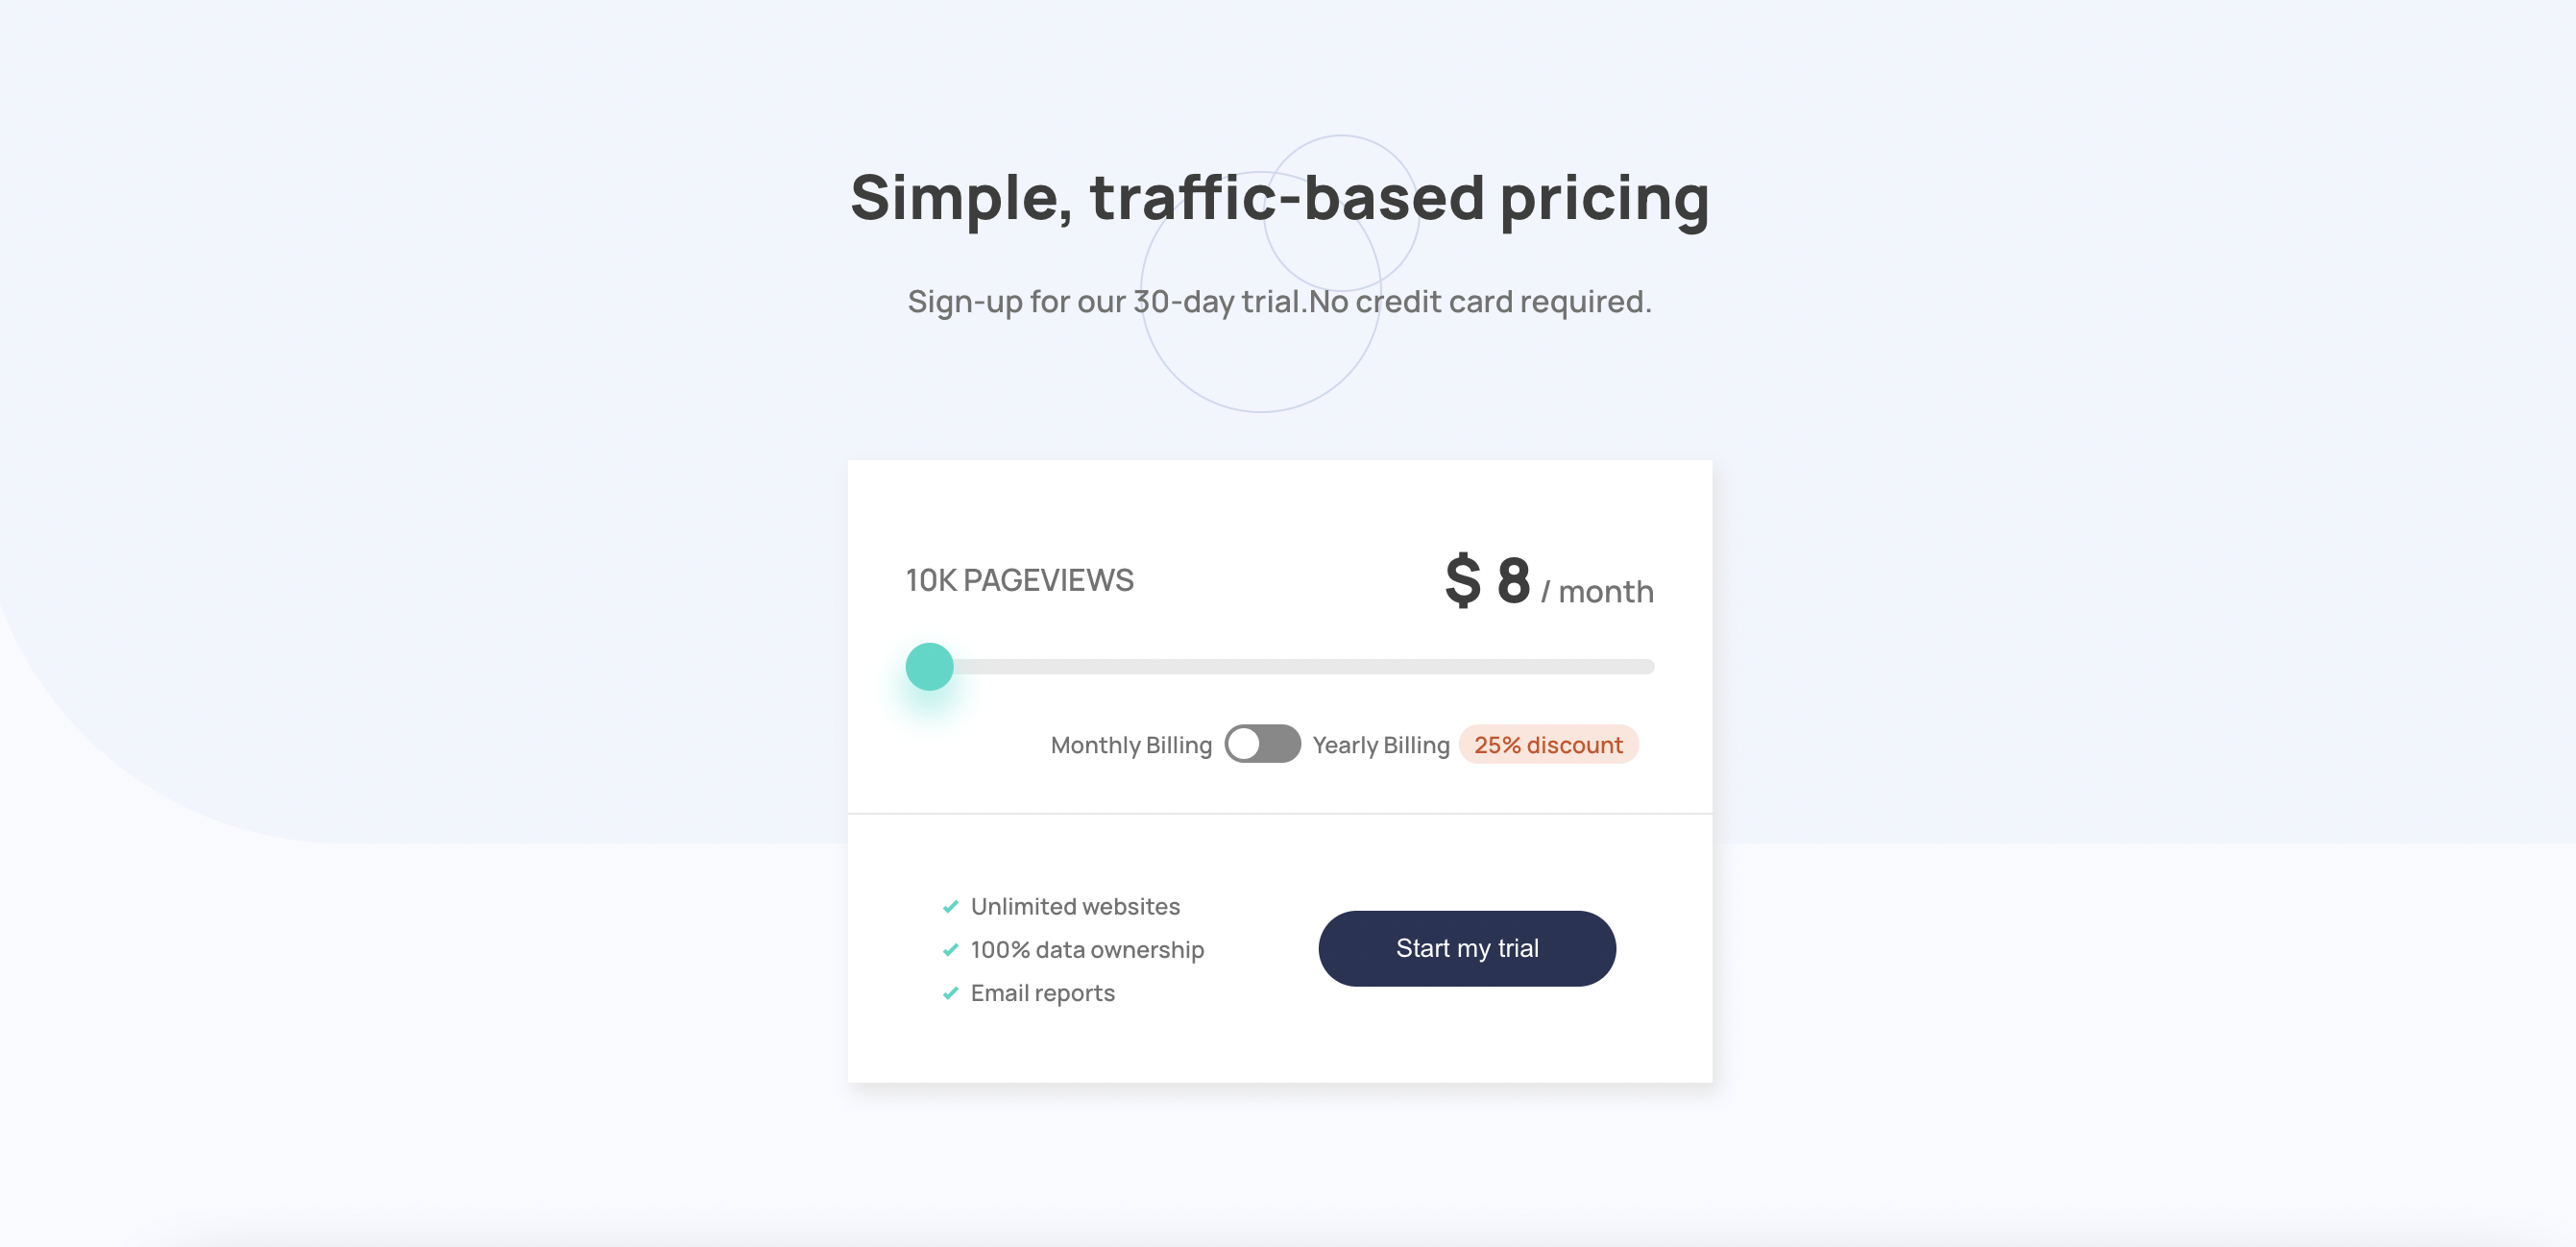 Simple, traffic-based pricing
Sign-up for our 30-day trial.No credit card required.
10K PAGEVIEWS
$ 8 / month
Monthly Billing Yearly Billing 25% discount
Unlimited websites
100% data ownership
Email reports
Start my trial